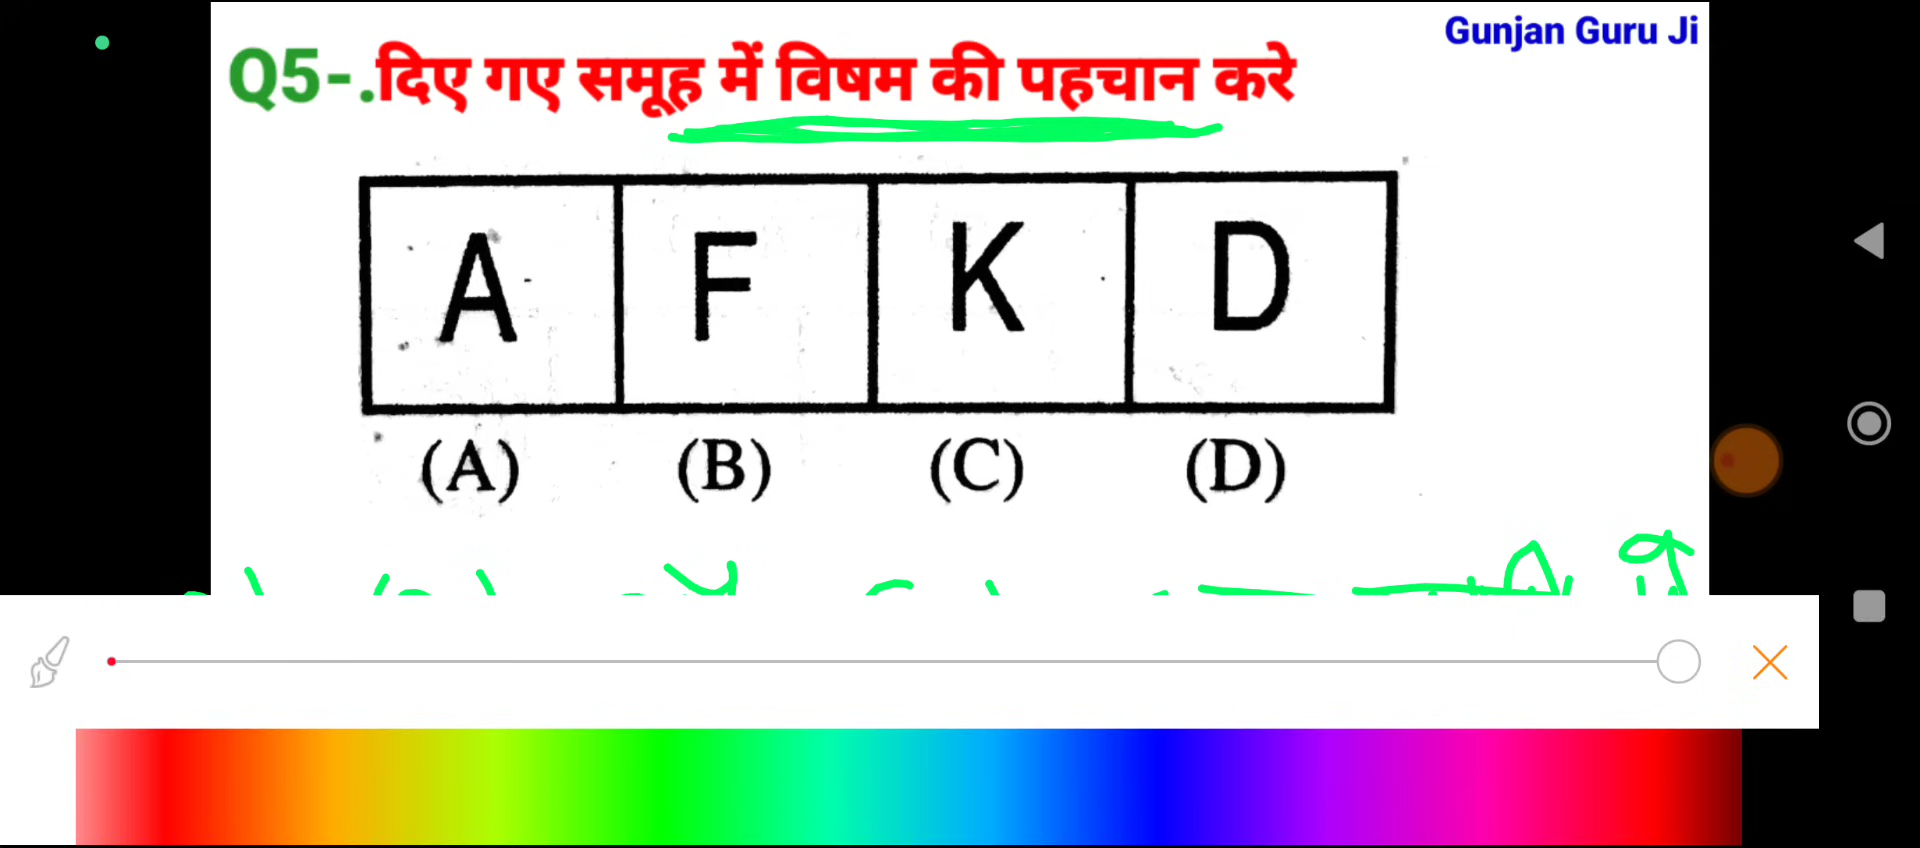 Gunjan Guru Ji
Q5-.दिए गए समूह में विषम की पहचान करे
A F K D
(A) (B) (C) (D)